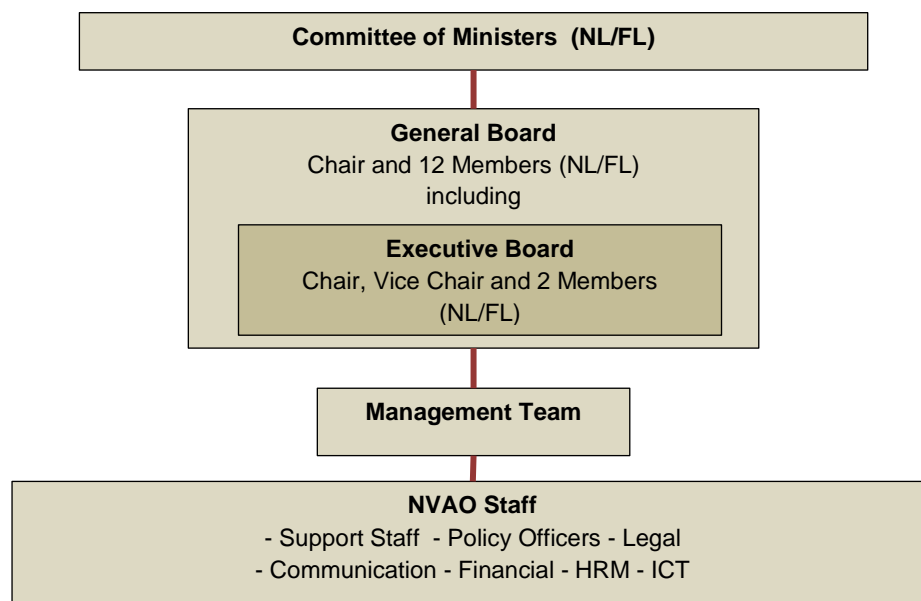 Committee of Ministers (NL/FL)
General Board
Chair and 12 Members (NL/FL)
including
Executive Board
Chair, Vice Chair and 2 Members
(NL/FL)
Management Team
NVAO Staff
- Support Staff - Policy Officers - Legal
- Communication - Financial - HRM - ICT